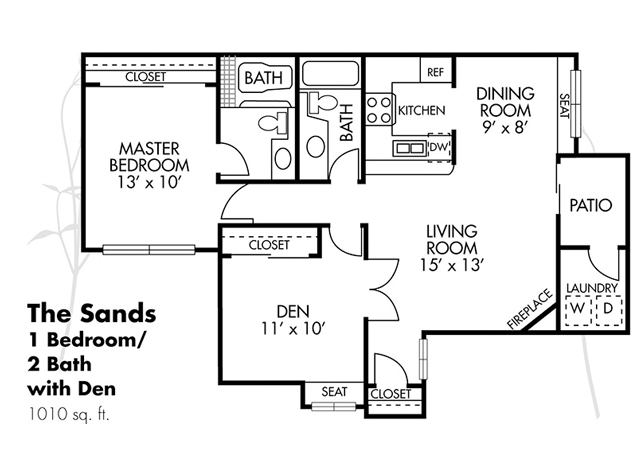 CLOSET
BATH
BATH
REF
KITCHEN
DW
DINING
ROOM
9' x 8'
SEAT
MASTER
BEDROOM
13' x 10'
PATIO
LIVING
ROOM
15' x 13'
CLOSET
LAUNDRY
W D
FIREPLACE
DEN
11' x 10'
SEAT
CLOSET
The Sands
1 Bedroom/
2 Bath
with Den
1010 sq. ft.